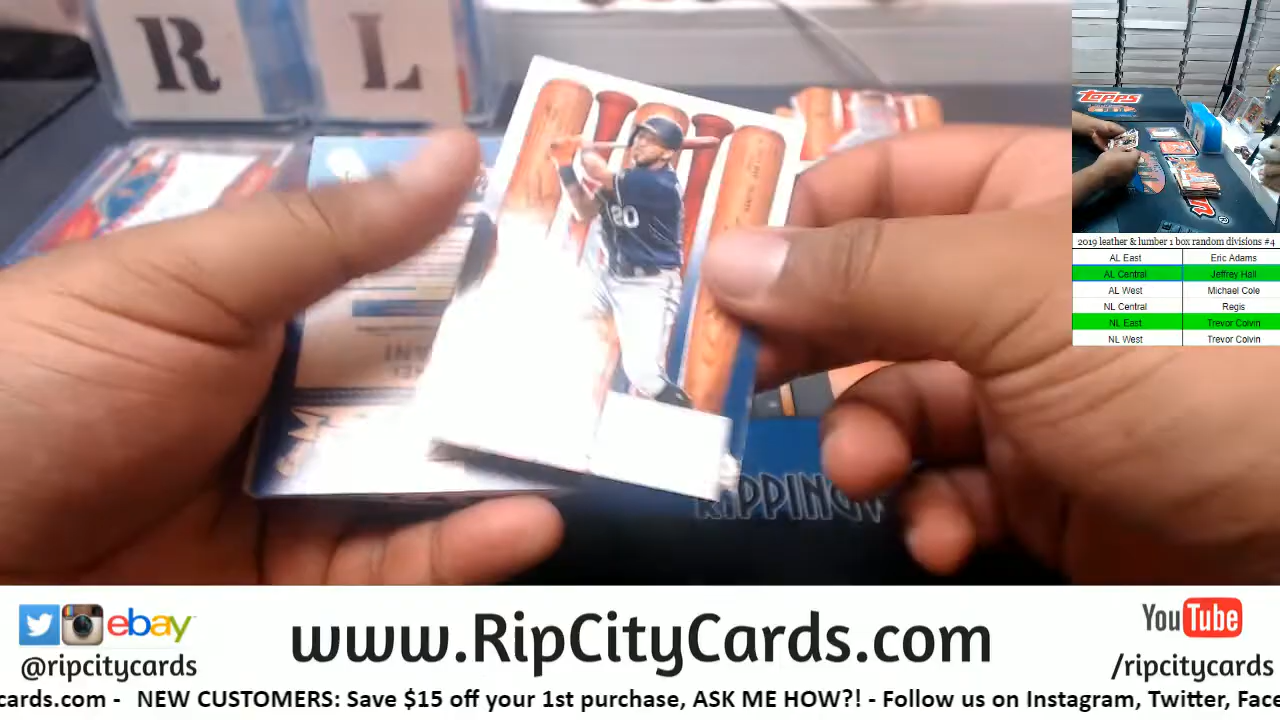 R L
20
RIPPING
Topps
2019 leather & lumber 1 box random divisions #4
AL East Eric Adams
AL Central Jeffrey Hall
AL West Michael Cole
NL Central Regis
NL East Trevor Colvin
NL West Trevor Colvin
ebay
www.RipCityCards.com
YouTube
@ripcitycards
/ripcitycards
cards.com - NEW CUSTOMERS: Save $15 off your 1st purchase, ASK ME HOW?! - Follow us on Instagram, Twitter, Face